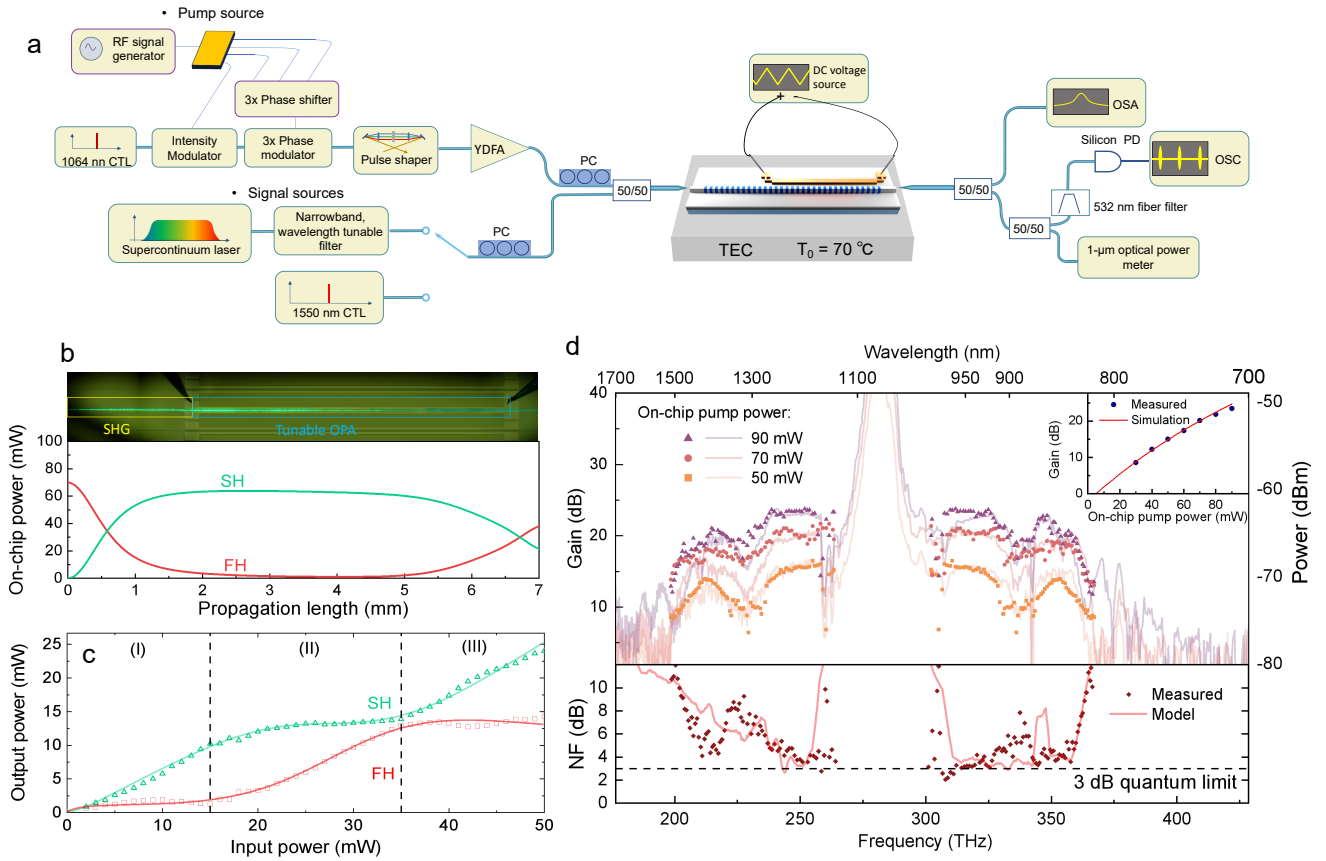 a
• Pump source
RF signal
generator
3x Phase shifter
1064 nn CTL
Intensity
Modulator
3x Phase
modulator
Pulse shaper
YDFA
PC
50/50
• Signal sources
Supercontiuum laser
Narrowband,
wavelength tunable
filter
PC
1550 nm CTL
DC voltage
source
+
TEC
T0 = 70 ℃
50/50
50/50
OSA
Silicon PD
OSC
532 nm fiber filter
1-μm optical power
meter
b
SHG
Tunable OPA
On-chip power (mW)
100
80
60
40
20
0
SH
FH
0 1 2 3 4 5 6 7
Propagation length (mm)
c
Output power (mW)
25
20
15
10
5
0
(I)
(II)
(III)
SH
FH
0 10 20 30 40 50
Input power (mW)
d
Wavelength (nm)
1700 1500 1300 1100 950 900 800 700
Gain (dB)
40
30
20
10
On-chip pump power:
90 mW
70 mW
50 mW
Power (dBm)
-50
-60
-70
-80
Gain (dB)
20
10
0
Measured
Simulation
0 20 40 60 80
On-chip pump power (mW)
NF (dB)
10
8
6
4
2
0
Measured
Model
3 dB quantum limit
200 250 300 350 400
Frequency (THz)